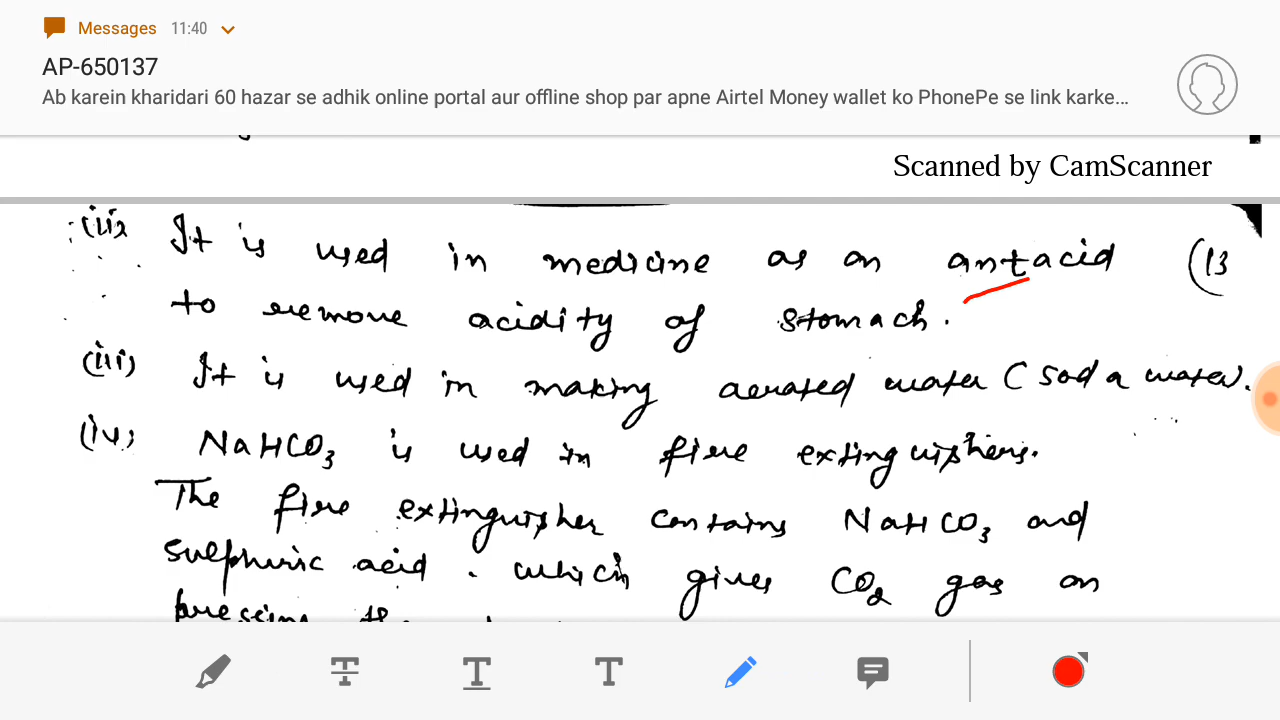 Messages 11:40
AP-650137
Ab karein kharidari 60 hazar se adhik online portal aur offline shop par apne Airtel Money wallet ko PhonePe se link karke...
Scanned by CamScanner
(ii) It is used in medicine as an antacid (13
to remove acidity of stomach.
(iii) It is used in making aerated water (soda water.
(iv) NaHCO3 is used in fire extinguishers.
The fire extinguisher contains NaHCO3 and
sulphuric acid. which gives CO2 gas on
pressing